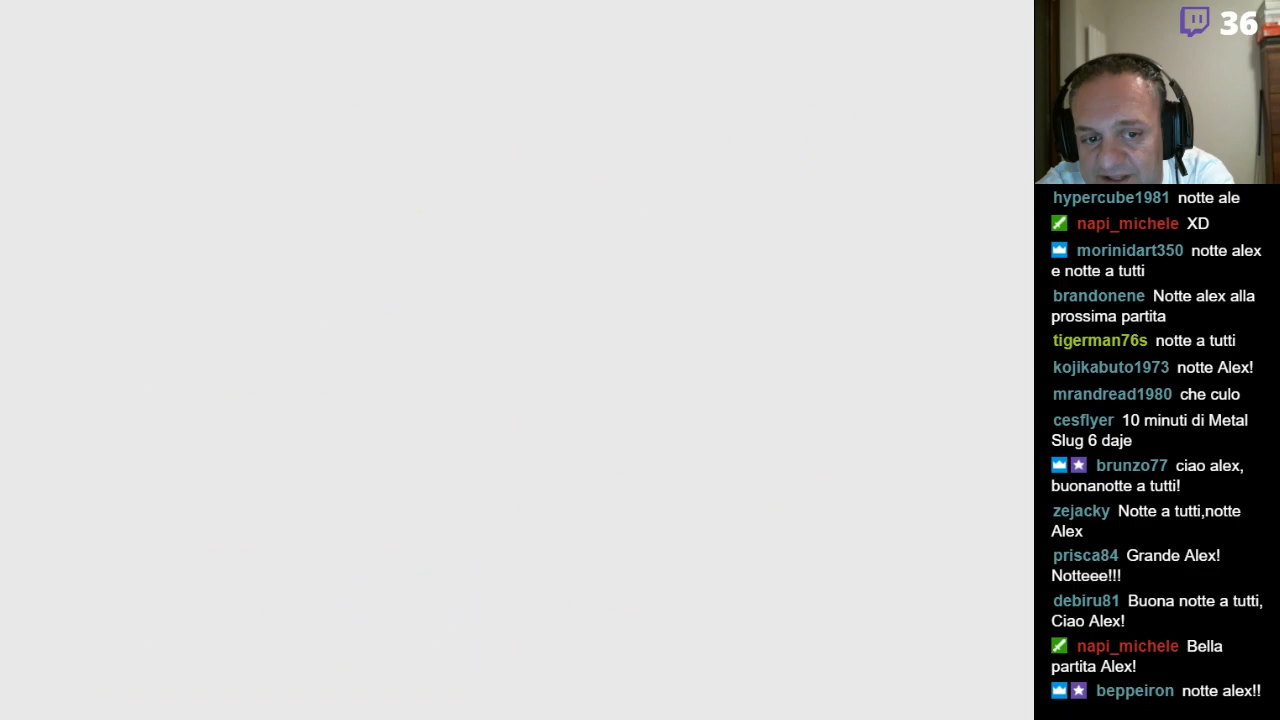 36
hypercube1981 notte ale
napi_michele XD
morinidart350 notte alex
e notte a tutti
brandonene Notte alex alla
prossima partita
tigerman76s notte a tutti
kojikabuto1973 notte Alex!
mrandread1980 che culo
cesflyer 10 minuti di Metal
Slug 6 daje
brunzo77 ciao alex,
buonanotte a tutti!
zejacky Notte a tutti,notte
Alex
prisca84 Grande Alex!
Notteee!!!
debiru81 Buona notte a tutti,
Ciao Alex!
napi_michele Bella
partita Alex!
beppeiron notte alex!!